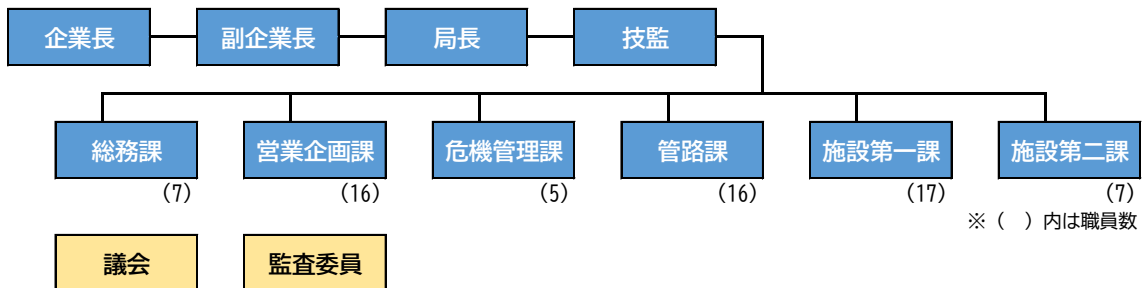 企業長 副企業長 局長 技監
総務課 営業企画課 危機管理課 管路課 施設第一課 施設第二課
(7) (16) (5) (16) (17) (7)
※（　）内は職員数
議会 監査委員